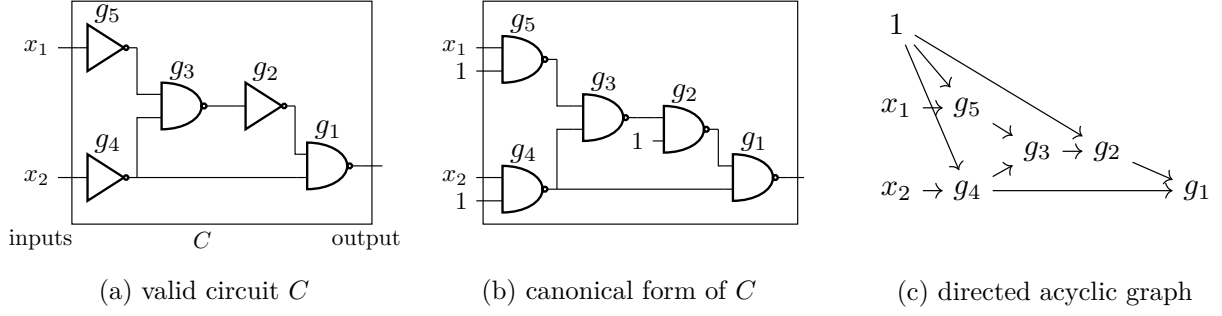 g₅
x₁
g₃
g₂
g₄
g₁
x₂
inputs
C
output
(a) valid circuit C
g₅
x₁
1
g₃
g₂
1
g₄
g₁
x₂
1
(b) canonical form of C
1
x₁ g₅
g₃ g₂
x₂ g₄ g₁
(c) directed acyclic graph